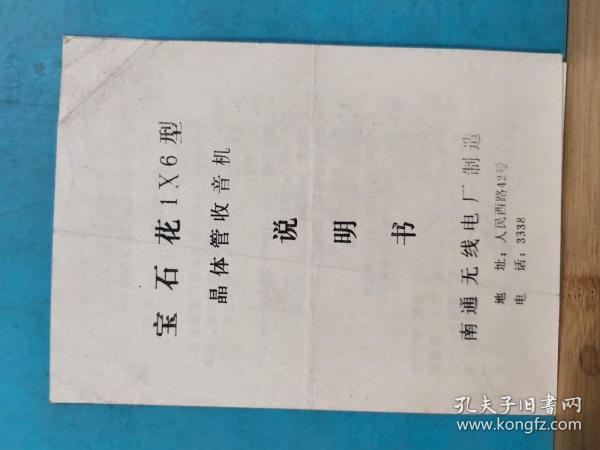 宝石花1X6型
晶体管收音机
说明书
南通无线电厂制造
地 址：人民西路42号
电 话：3338
孔夫子旧书网
www.kongfz.com